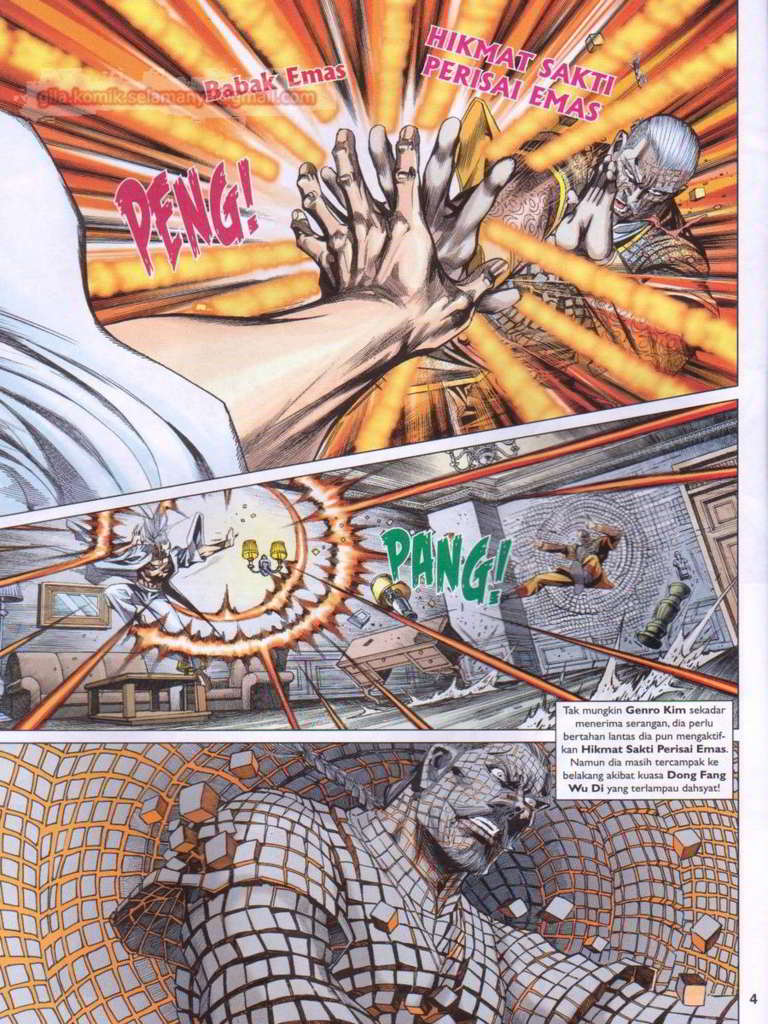 HIKMAT SAKTI
PERISAI EMAS
Babak Emas
gila.komik.selamanya@gmail.com
PENG!
PANG!
Tak mungkin Genro Kim sekadar
menerima serangan, dia perlu
bertahan lantas dia pun mengaktif-
kan Hikmat Sakti Perisai Emas.
Namun dia masih tercampak ke
belakang akibat kuasa Dong Fang
Wu Di yang terlampau dahsyat!
4